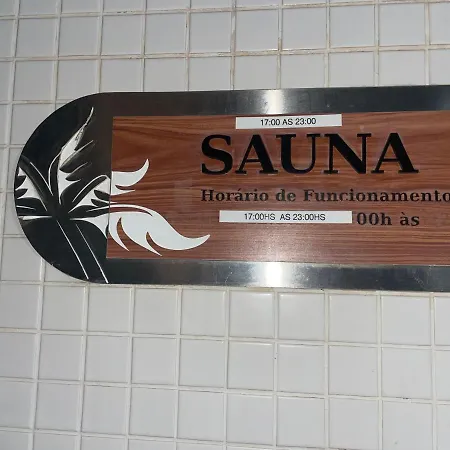 17:00 AS 23:00
SAUNA
Horário de Funcionamento
17:00HS AS 23:00HS 00h às